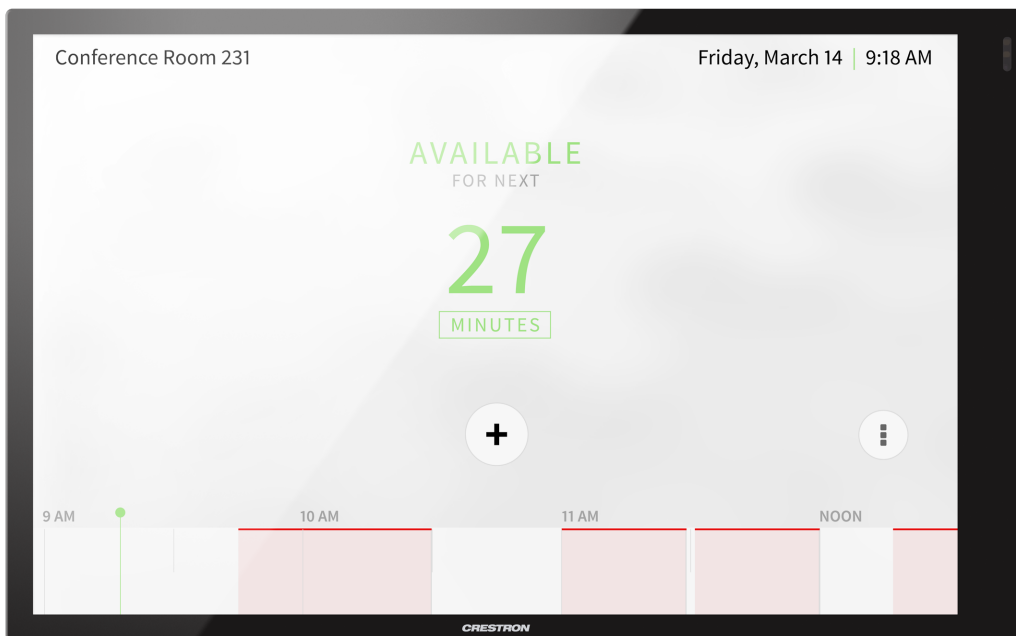 Conference Room 231
Friday, March 14 | 9:18 AM
AVAILABLE
FOR NEXT
27
MINUTES
9 AM
10 AM
11 AM
NOON
CRESTRON